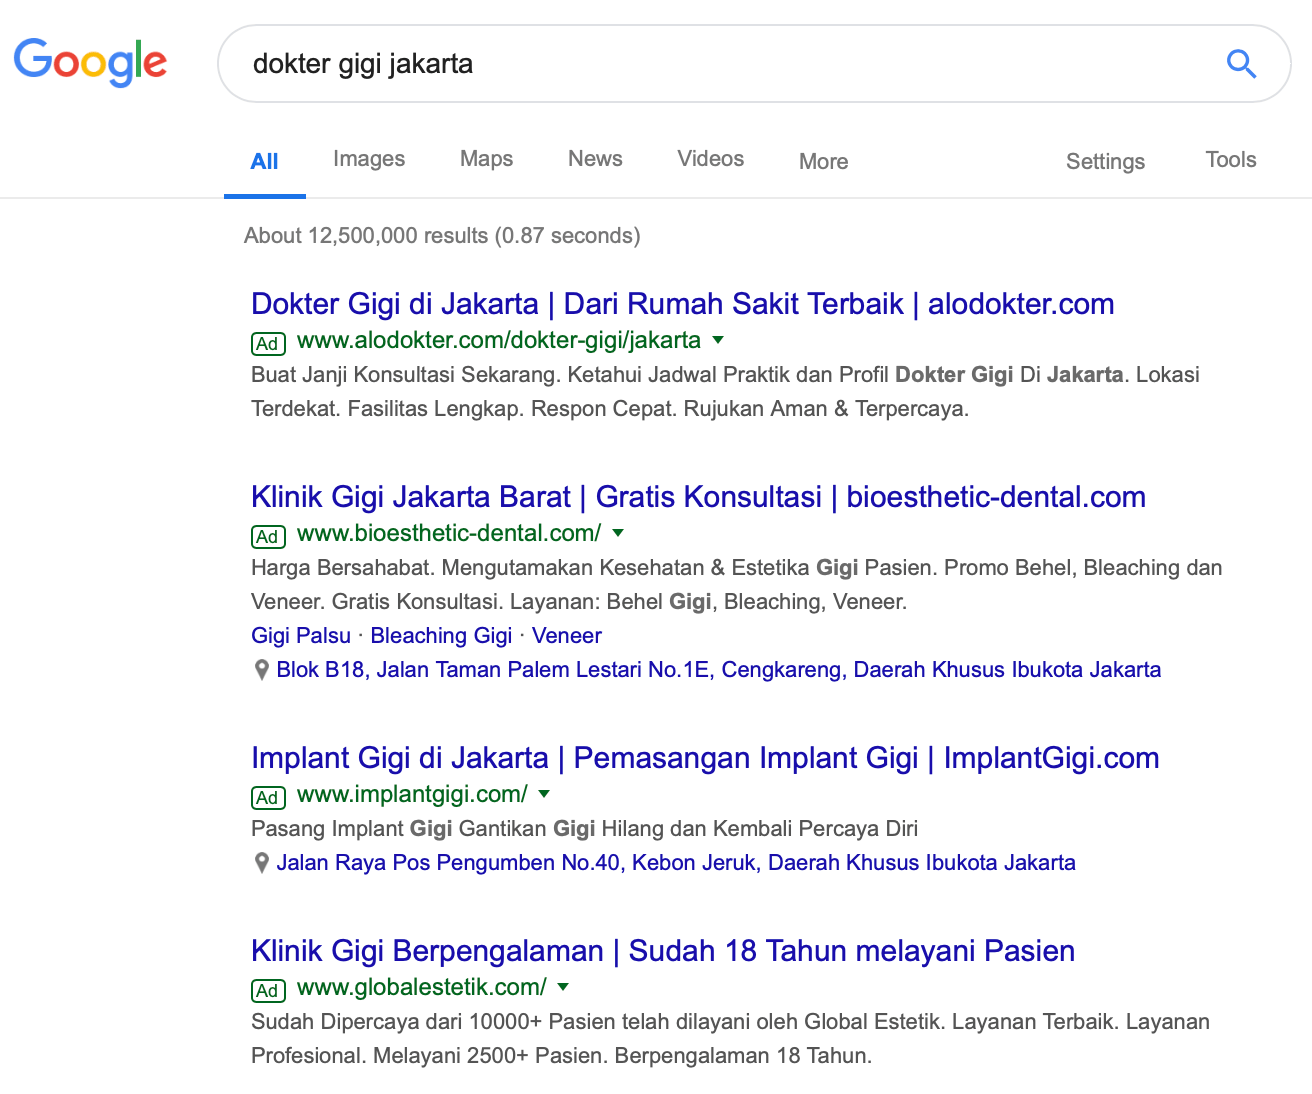 Google
dokter gigi jakarta
All Images Maps News Videos More Settings Tools
About 12,500,000 results (0.87 seconds)
Dokter Gigi di Jakarta | Dari Rumah Sakit Terbaik | alodokter.com
Ad www.alodokter.com/dokter-gigi/jakarta
Buat Janji Konsultasi Sekarang. Ketahui Jadwal Praktik dan Profil Dokter Gigi Di Jakarta. Lokasi
Terdekat. Fasilitas Lengkap. Respon Cepat. Rujukan Aman & Terpercaya.
Klinik Gigi Jakarta Barat | Gratis Konsultasi | bioesthetic-dental.com
Ad www.bioesthetic-dental.com/
Harga Bersahabat. Mengutamakan Kesehatan & Estetika Gigi Pasien. Promo Behel, Bleaching dan
Veneer. Gratis Konsultasi. Layanan: Behel Gigi, Bleaching, Veneer.
Gigi Palsu · Bleaching Gigi · Veneer
Blok B18, Jalan Taman Palem Lestari No.1E, Cengkareng, Daerah Khusus Ibukota Jakarta
Implant Gigi di Jakarta | Pemasangan Implant Gigi | ImplantGigi.com
Ad www.implantgigi.com/
Pasang Implant Gigi Gantikan Gigi Hilang dan Kembali Percaya Diri
Jalan Raya Pos Pengumben No.40, Kebon Jeruk, Daerah Khusus Ibukota Jakarta
Klinik Gigi Berpengalaman | Sudah 18 Tahun melayani Pasien
Ad www.globalestetik.com/
Sudah Dipercaya dari 10000+ Pasien telah dilayani oleh Global Estetik. Layanan Terbaik. Layanan
Profesional. Melayani 2500+ Pasien. Berpengalaman 18 Tahun.